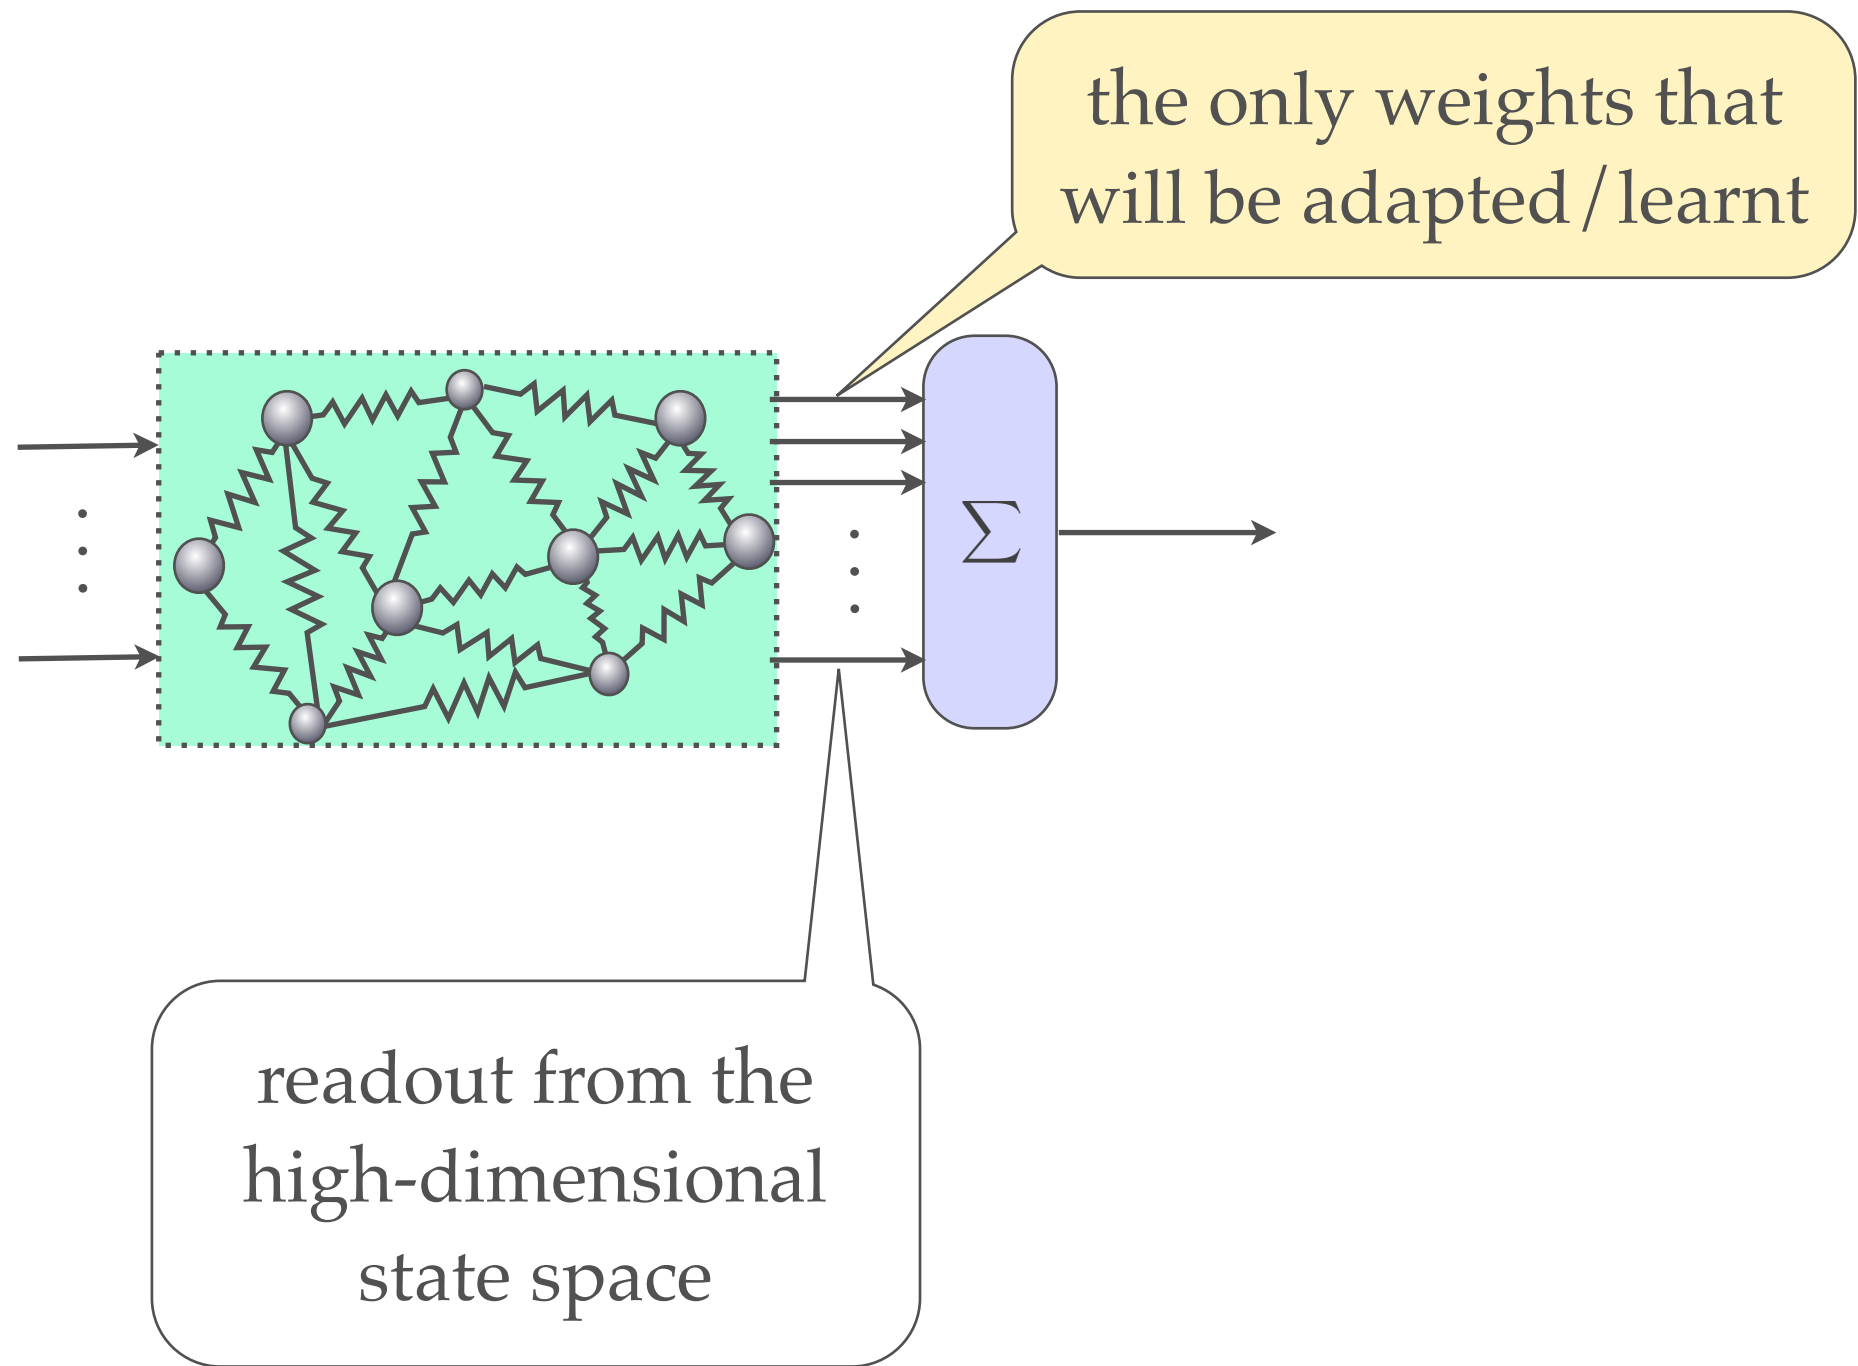 the only weights that
will be adapted/learnt
Σ
readout from the
high-dimensional
state space